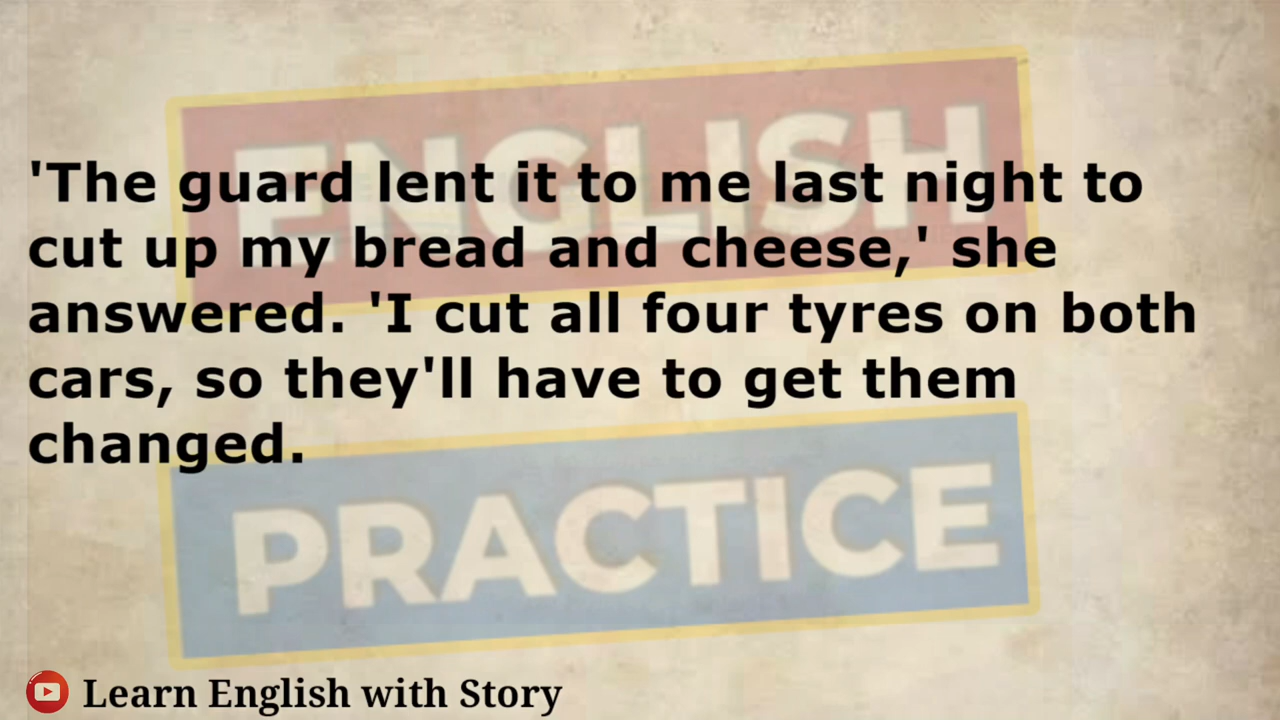 ENGLISH
'The guard lent it to me last night to
cut up my bread and cheese,' she
answered. 'I cut all four tyres on both
cars, so they'll have to get them
changed.
PRACTICE
Learn English with Story